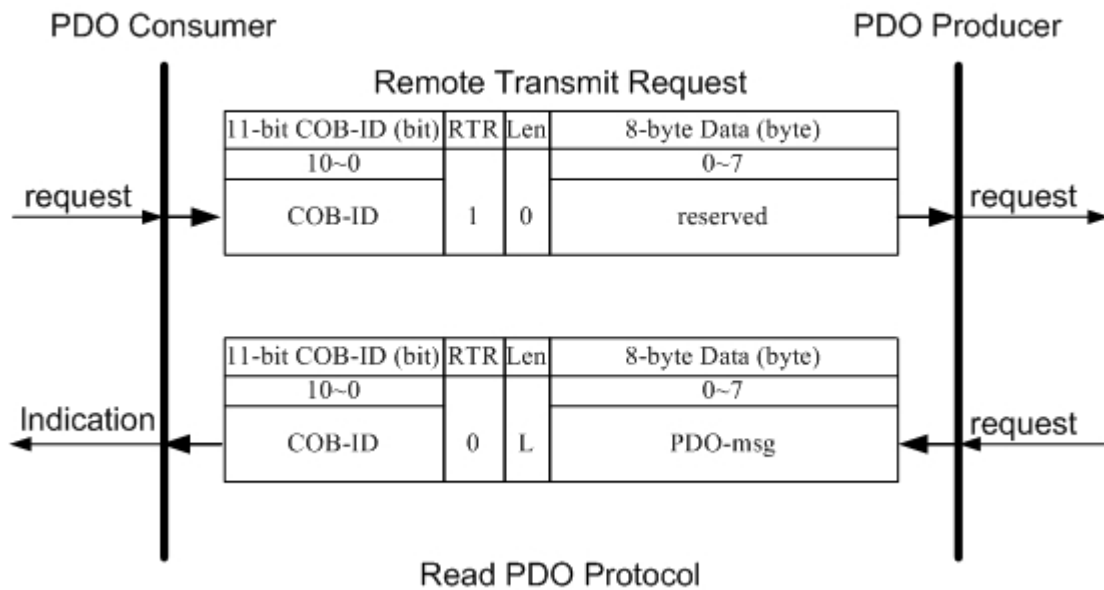 PDO Consumer PDO Producer
Remote Transmit Request
11-bit COB-ID (bit) RTR Len 8-byte Data (byte)
10~0 0~7
request COB-ID 1 0 reserved request
11-bit COB-ID (bit) RTR Len 8-byte Data (byte)
10~0 0~7
Indication COB-ID 0 L PDO-msg request
Read PDO Protocol